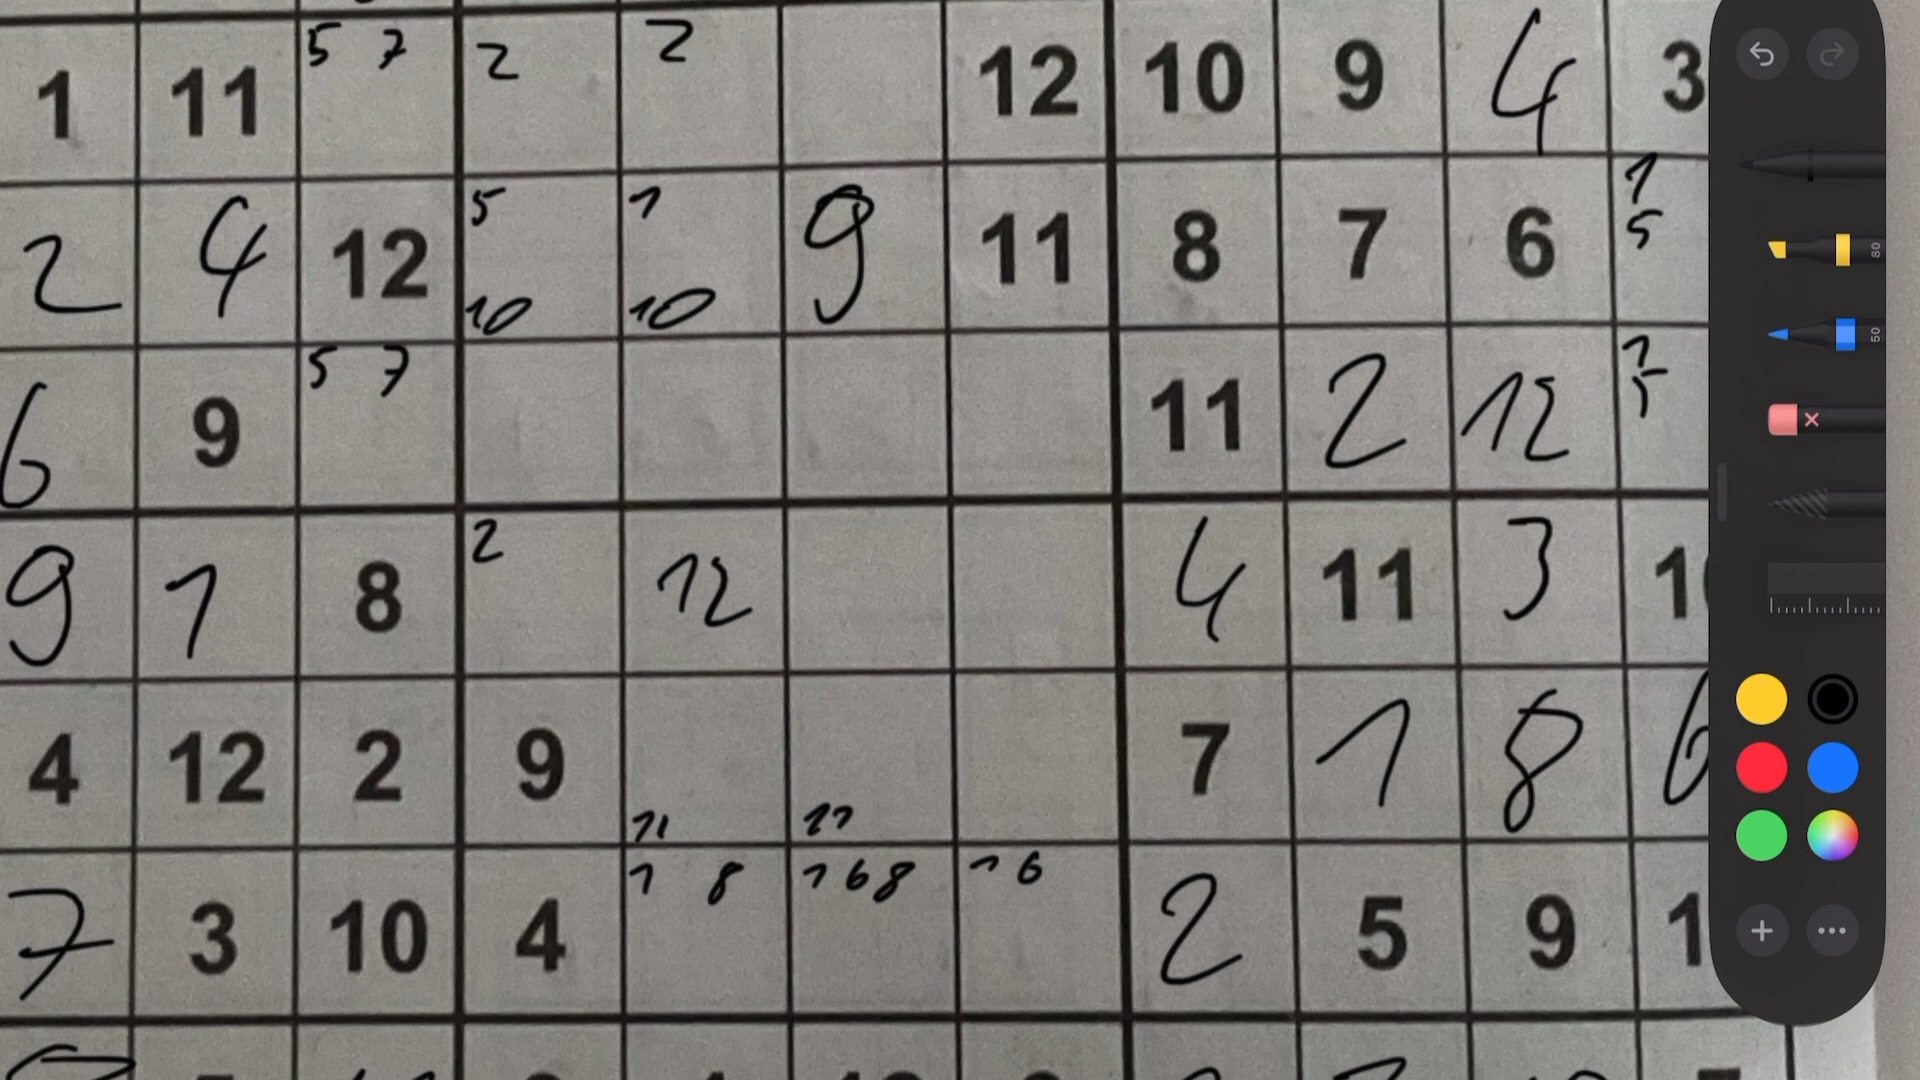 1 11 5 7 2 2 12 10 9 4 3
2 4 12 5 10 1 10 9 11 8 7 6 1 5
6 9 5 7 11 2 12
9 1 8 2 12 4 11 3
4 12 2 9 11 11 7 1 8 6
7 3 10 4 1 8 1 6 8 1 6 2 5 9
80
50